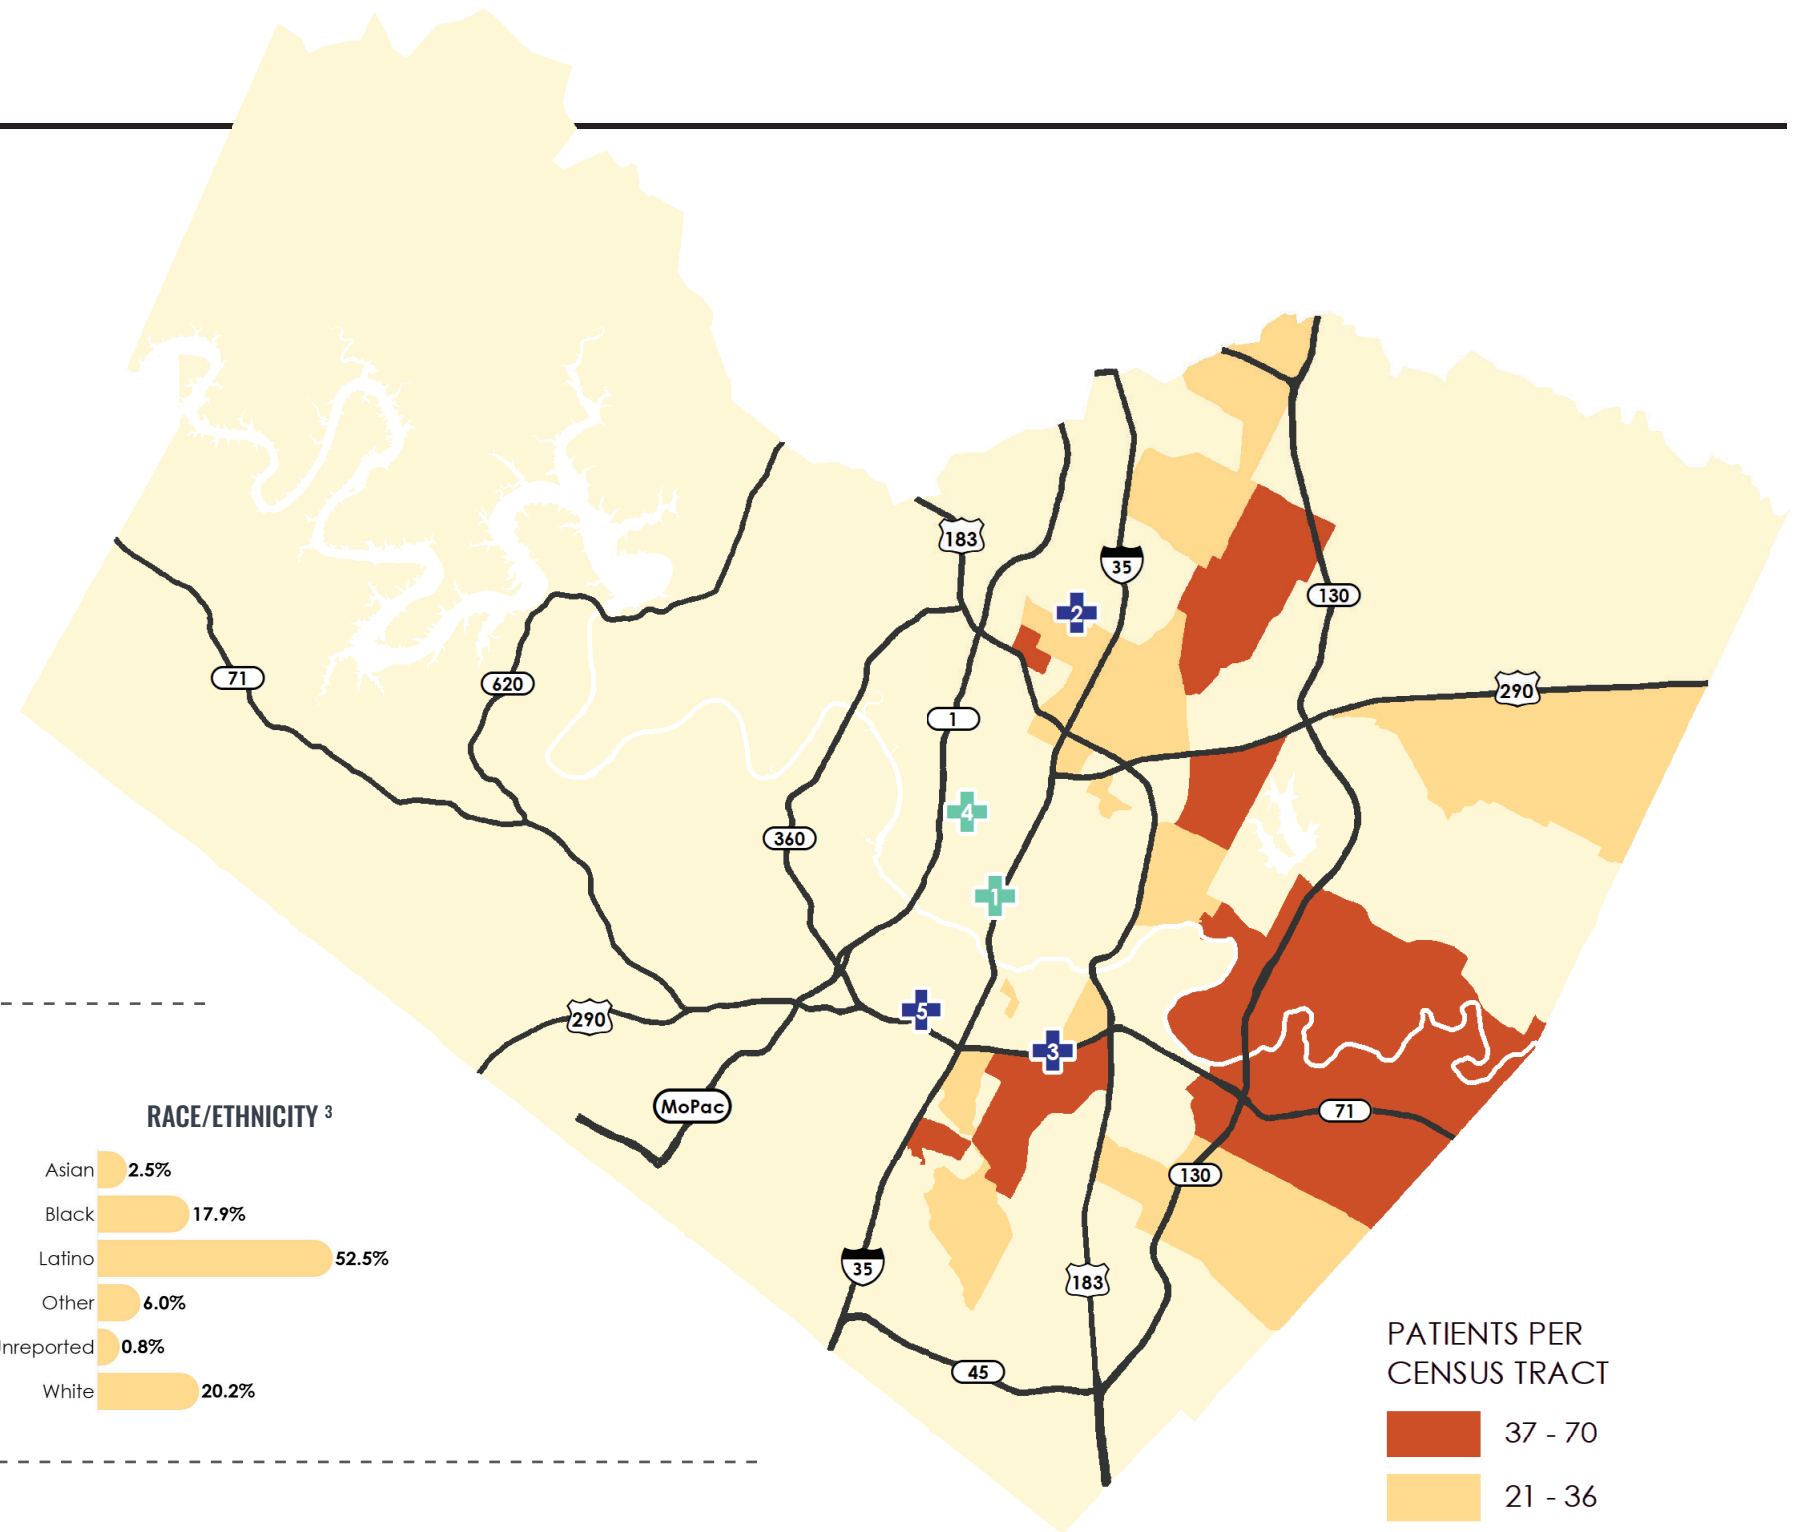 183
35
2
130
71
620
290
1
4
360
1
5
290
3
MoPac
71
130
35
183
45
RACE/ETHNICITY 3
Asian 2.5%
Black 17.9%
Latino 52.5%
Other 6.0%
nreported 0.8%
White 20.2%
PATIENTS PER
CENSUS TRACT
37 - 70
21 - 36